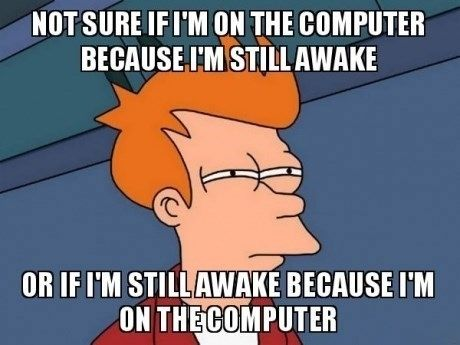 NOT SURE IF I'M ON THE COMPUTER
BECAUSE I'M STILL AWAKE
OR IF I'M STILL AWAKE BECAUSE I'M
ON THE COMPUTER